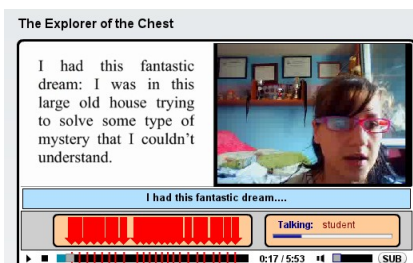 The Explorer of the Chest
I had this fantastic
dream: I was in this
large old house trying
to solve some type of
mystery that I couldn't
understand.
I had this fantastic dream....
Talking: student
0:17 / 5:53
SUB